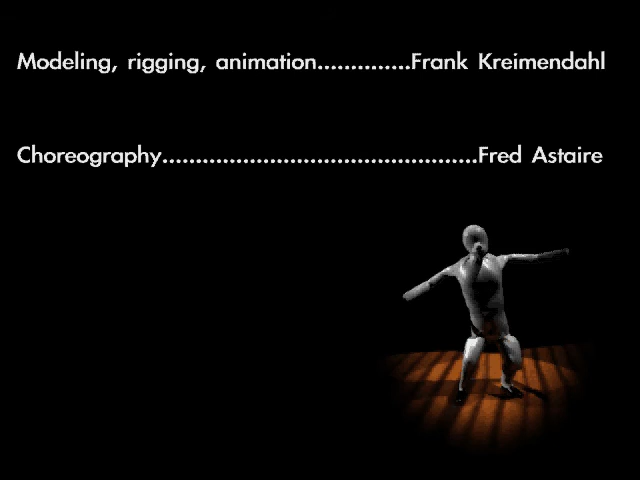 Modeling, rigging, animation..............Frank Kreimendahl
Choreography...............................................Fred Astaire